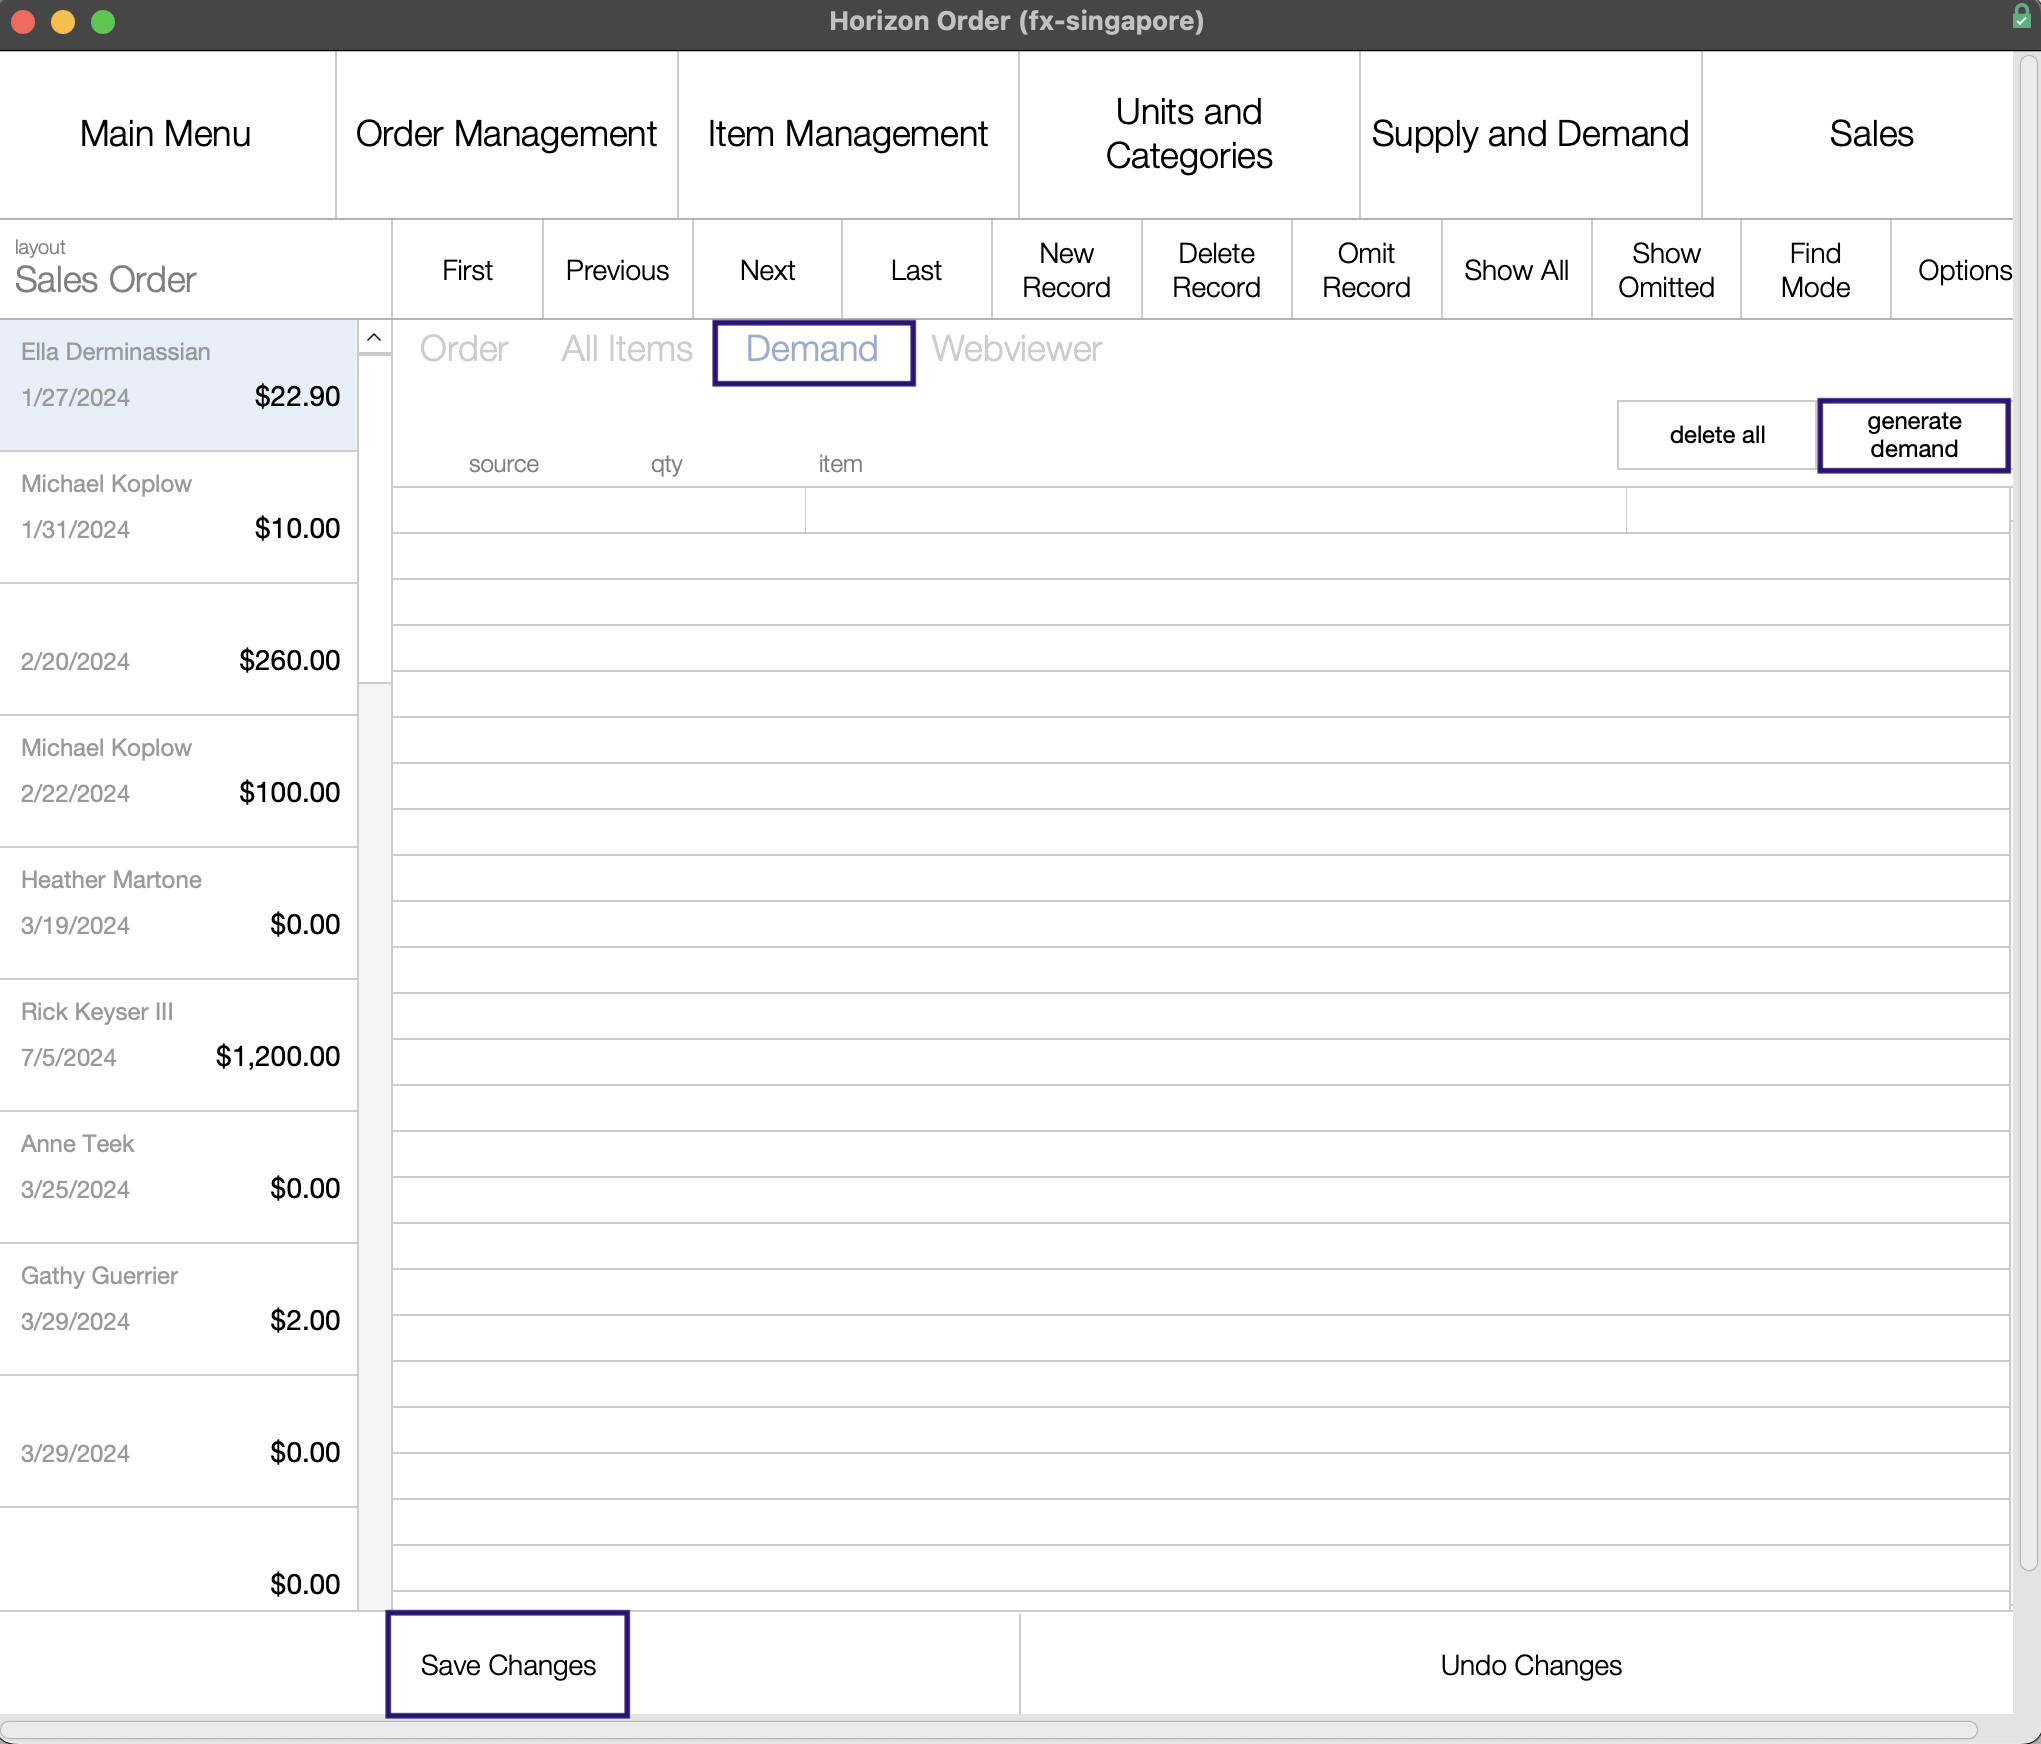 Horizon Order (fx-singapore)
Main Menu
Order Management
Item Management
Units and
Categories
Supply and Demand
Sales
layout
Sales Order
First
Previous
Next
Last
New
Record
Delete
Record
Omit
Record
Show All
Show
Omitted
Find
Mode
Options
Ella Derminassian
1/27/2024 $22.90
Michael Koplow
1/31/2024 $10.00
2/20/2024 $260.00
Michael Koplow
2/22/2024 $100.00
Heather Martone
3/19/2024 $0.00
Rick Keyser III
7/5/2024 $1,200.00
Anne Teek
3/25/2024 $0.00
Gathy Guerrier
3/29/2024 $2.00
3/29/2024 $0.00
$0.00
Order All Items Demand Webviewer
delete all
generate
demand
source qty item
Save Changes
Undo Changes